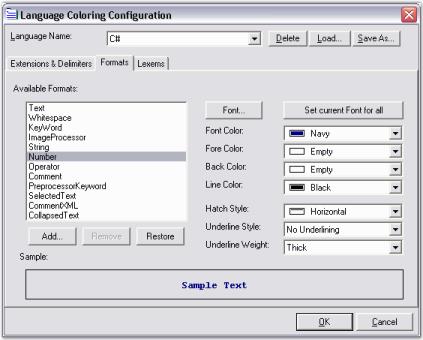 Language Coloring Configuration
Language Name: C# Delete Load... Save As...
Extensions & Delimiters Formats Lexems
Available Formats:
Text
Whitespace
KeyWord
ImageProcessor
String
Number
Operator
Comment
PreprocessorKeyword
SelectedText
CommentXML
CollapsedText
Add... Remove Restore
Font... Set current Font for all
Font Color: Navy
Fore Color: Empty
Back Color: Empty
Line Color: Black
Hatch Style: Horizontal
Underline Style: No Underlining
Underline Weight: Thick
Sample:
Sample Text
OK Cancel